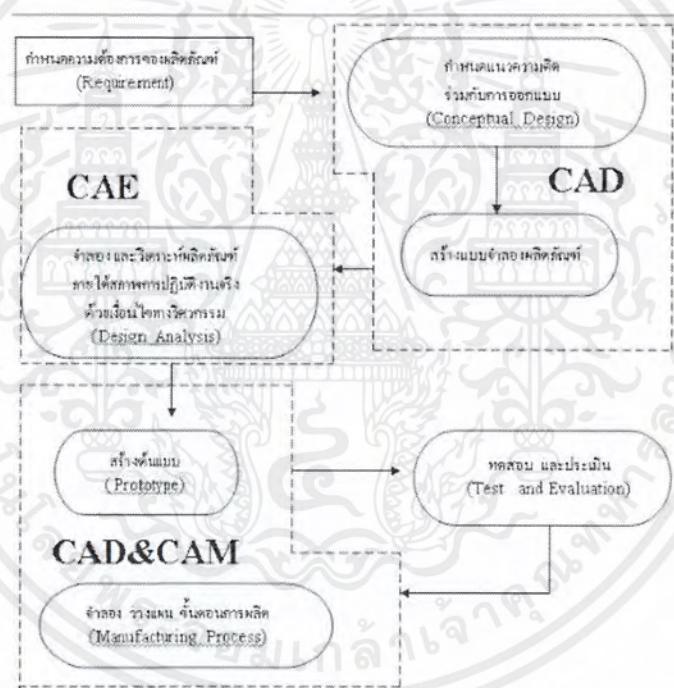 กำหนดความต้องการของผลิตภัณฑ์
(Requirement)
กำหนดแนวความคิด
ร่วมกับการออกแบบ
(Conceptual Design)
CAD
สร้างแบบจำลองผลิตภัณฑ์
CAE
จำลอง และวิเคราะห์ผลิตภัณฑ์
ภายใต้สภาพการปฏิบัติงานจริง
ด้วยเงื่อนไขทางวิศวกรรม
(Design Analysis)
สร้างต้นแบบ
(Prototype)
ทดสอบ และประเมิน
(Test and Evaluation)
CAD&CAM
จำลอง วางแผน ขั้นตอนการผลิต
(Manufacturing Process)